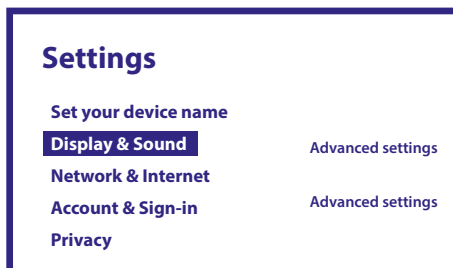 Settings
Set your device name
Display & Sound
Network & Internet
Account & Sign-in
Privacy
Advanced settings
Advanced settings